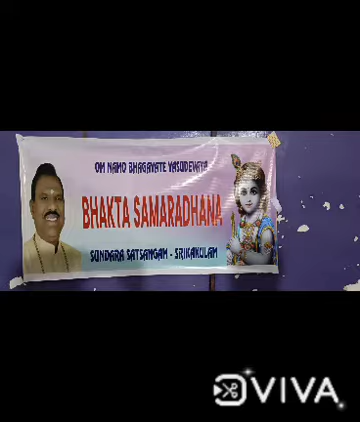 OM NAMO BHAGAVATE VASUDEVAYA
BHAKTA SAMARADHANA
SUNDARA SATSANGAM - SRIKAKULAM
VIVA